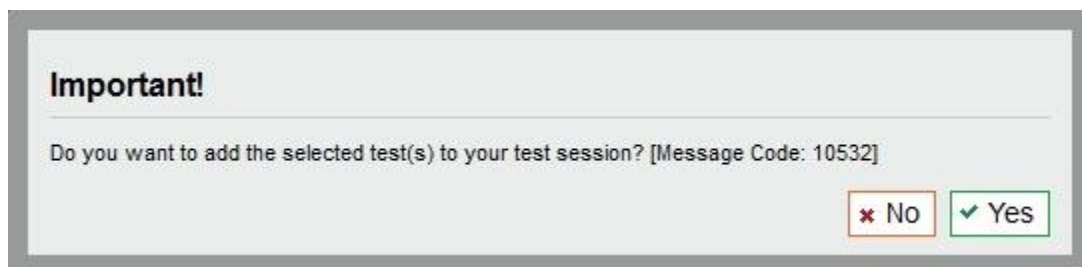 Important!
Do you want to add the selected test(s) to your test session? [Message Code: 10532]
No Yes